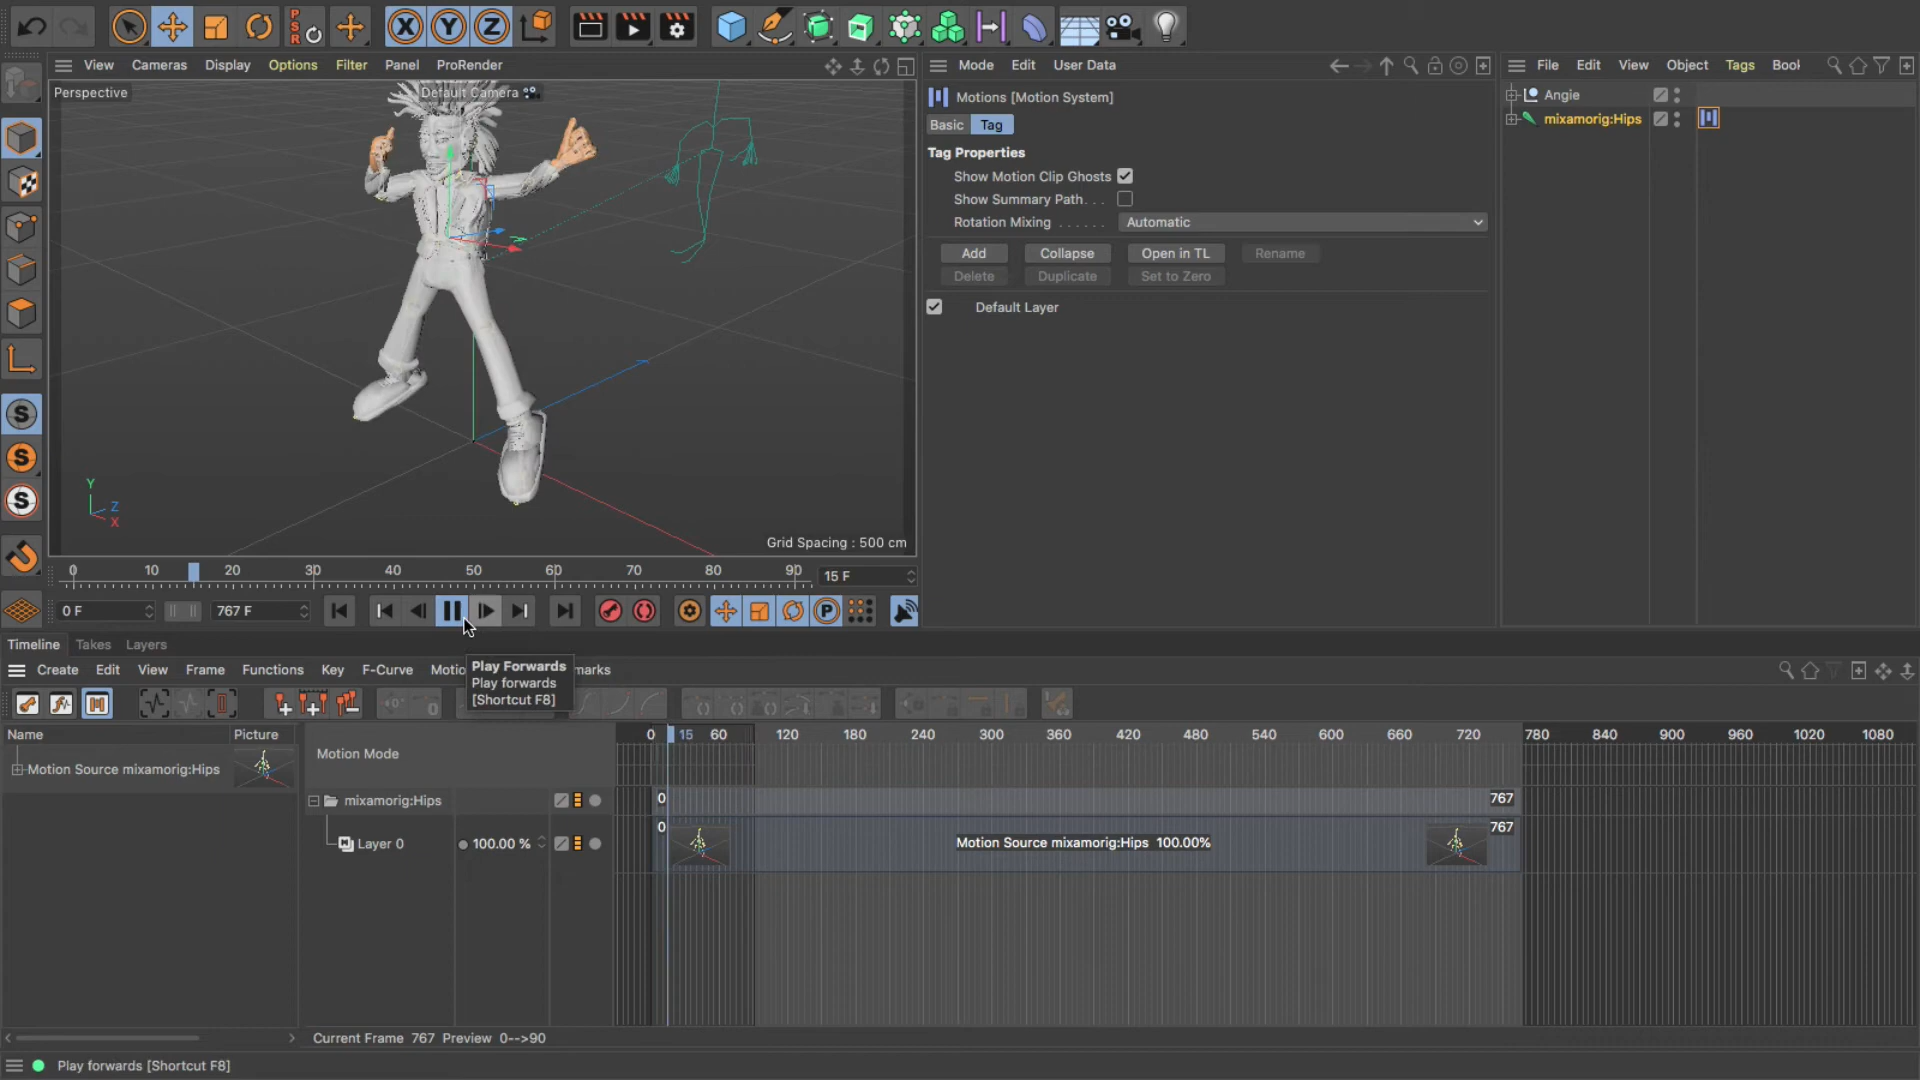 PSR
X Y Z
View Cameras Display Options Filter Panel ProRender
Perspective
Default Camera
Y
Z
X
Grid Spacing : 500 cm
0 10 20 30 40 50 60 70 80 90
15 F
0 F
767 F
P
S
S
S
Mode Edit User Data
Motions [Motion System]
Basic Tag
Tag Properties
Show Motion Clip Ghosts
Show Summary Path. . .
Rotation Mixing . . . . . . Automatic
Add Collapse Open in TL Rename
Delete Duplicate Set to Zero
Default Layer
File Edit View Object Tags Bool
Angie
mixamorig:Hips
Timeline Takes Layers
Create Edit View Frame Functions Key F-Curve Motio
marks
Play Forwards
Play forwards
[Shortcut F8]
Name Picture
Motion Source mixamorig:Hips
Motion Mode
mixamorig:Hips
Layer 0 100.00 %
0 15 60 120 180 240 300 360 420 480 540 600 660 720 780 840 900 960 1020 1080
0 767
0 767
Motion Source mixamorig:Hips 100.00%
Current Frame 767 Preview 0-->90
Play forwards [Shortcut F8]